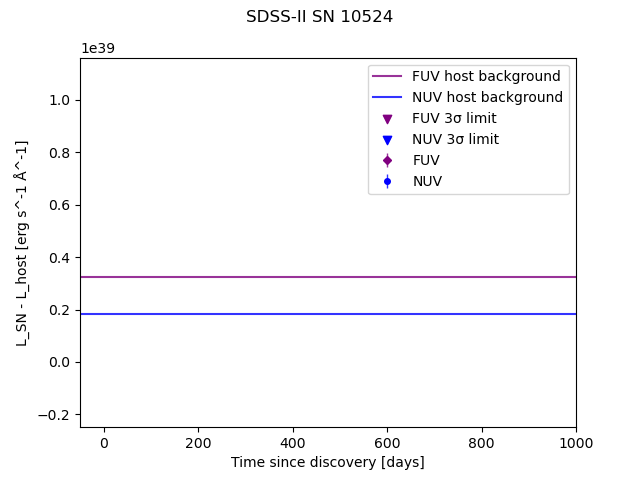 SDSS-II SN 10524
1e39
FUV host background
NUV host background
FUV 3σ limit
NUV 3σ limit
FUV
NUV
1.0
0.8
0.6
0.4
0.2
0.0
−0.2
L_SN - L_host [erg s^-1 Å^-1]
0 200 400 600 800 1000
Time since discovery [days]